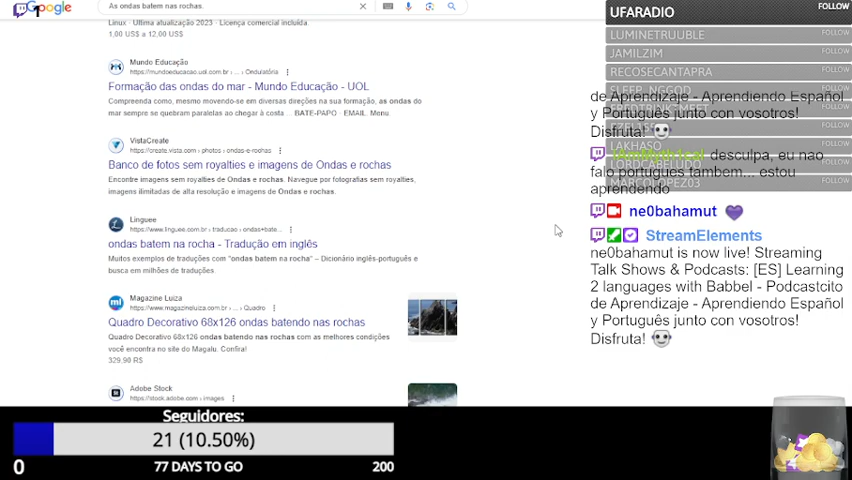 Google
As ondas batem nas rochas.
Linux · Última atualização 2023 · Licença comercial incluída.
1,00 US$ a 12,00 US$
Mundo Educação
https://mundoeducacao.uol.com.br › ... › Ondulatória
Formação das ondas do mar - Mundo Educação - UOL
Compreenda como, mesmo movendo-se em diversas direções na sua formação, as ondas do
mar sempre se quebram paralelas ao chegar à costa ... BATE-PAPO · EMAIL. Menu.
VistaCreate
https://create.vista.com › photos › ondas-e-rochas
Banco de fotos sem royalties e imagens de Ondas e rochas
Encontre imagens sem royalties de Ondas e rochas. Navegue por fotografias sem royalties,
imagens ilimitadas de alta resolução e imagens de Ondas e rochas.
Linguee
https://www.linguee.com.br › traducao › ondas+bate...
ondas batem na rocha - Tradução em inglês
Muitos exemplos de traduções com "ondas batem na rocha" – Dicionário inglês-português e
busca em milhões de traduções.
Magazine Luiza
https://www.magazineluiza.com.br › ... › Quadro
Quadro Decorativo 68x126 ondas batendo nas rochas
Quadro Decorativo 68x126 ondas batendo nas rochas com as melhores condições
você encontra no site do Magalu. Confira!
329,90 R$
Adobe Stock
https://stock.adobe.com › images
UFARADIO FOLLOW
LUMINETRUUBLE FOLLOW
JAMILZIM FOLLOW
RECOSECANTAPRA FOLLOW
SLEEP_NGGOD FOLLOW
FOLLOW
FOLLOW
LAKHASO FOLLOW
LORDCABELUDO FOLLOW
MARCOLOPEZ03 FOLLOW
de Aprendizaje - Aprendiendo Español
y Portugués junto con vosotros!
Disfruta!
desculpa, eu nao
falo portugues tambem... estou
aprendendo
ne0bahamut
StreamElements
ne0bahamut is now live! Streaming
Talk Shows & Podcasts: [ES] Learning
2 languages with Babbel - Podcastcito
de Aprendizaje - Aprendiendo Español
y Portugués junto con vosotros!
Disfruta!
Seguidores:
21 (10.50%)
0 77 DAYS TO GO 200